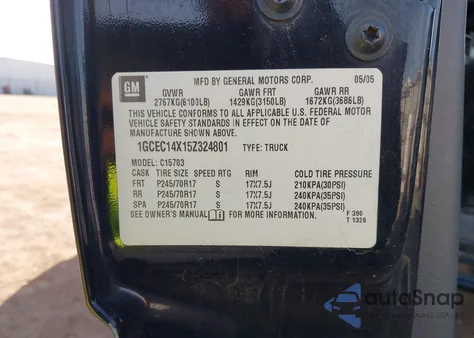 GM
MFD BY GENERAL MOTORS CORP. 05/05
GVWR GAWR FRT GAWR RR
2767KG(6100LB) 1429KG(3150LB) 1672KG(3686LB)
THIS VEHICLE CONFORMS TO ALL APPLICABLE U.S. FEDERAL MOTOR
VEHICLE SAFETY STANDARDS IN EFFECT ON THE DATE OF
MANUFACTURE SHOWN ABOVE.
1GCEC14X15Z324801 TYPE: TRUCK
MODEL: C15703
CASK TIRE SIZE SPEED RTG RIM COLD TIRE PRESSURE
FRT P245/70R17 S 17X7.5J 210KPA(30PSI)
RR P245/70R17 S 17X7.5J 240KPA(35PSI)
SPA P245/70R17 S 17X7.5J 240KPA(35PSI)
SEE OWNER'S MANUAL FOR MORE INFORMATION.
F 390
T 1328
autoSnap